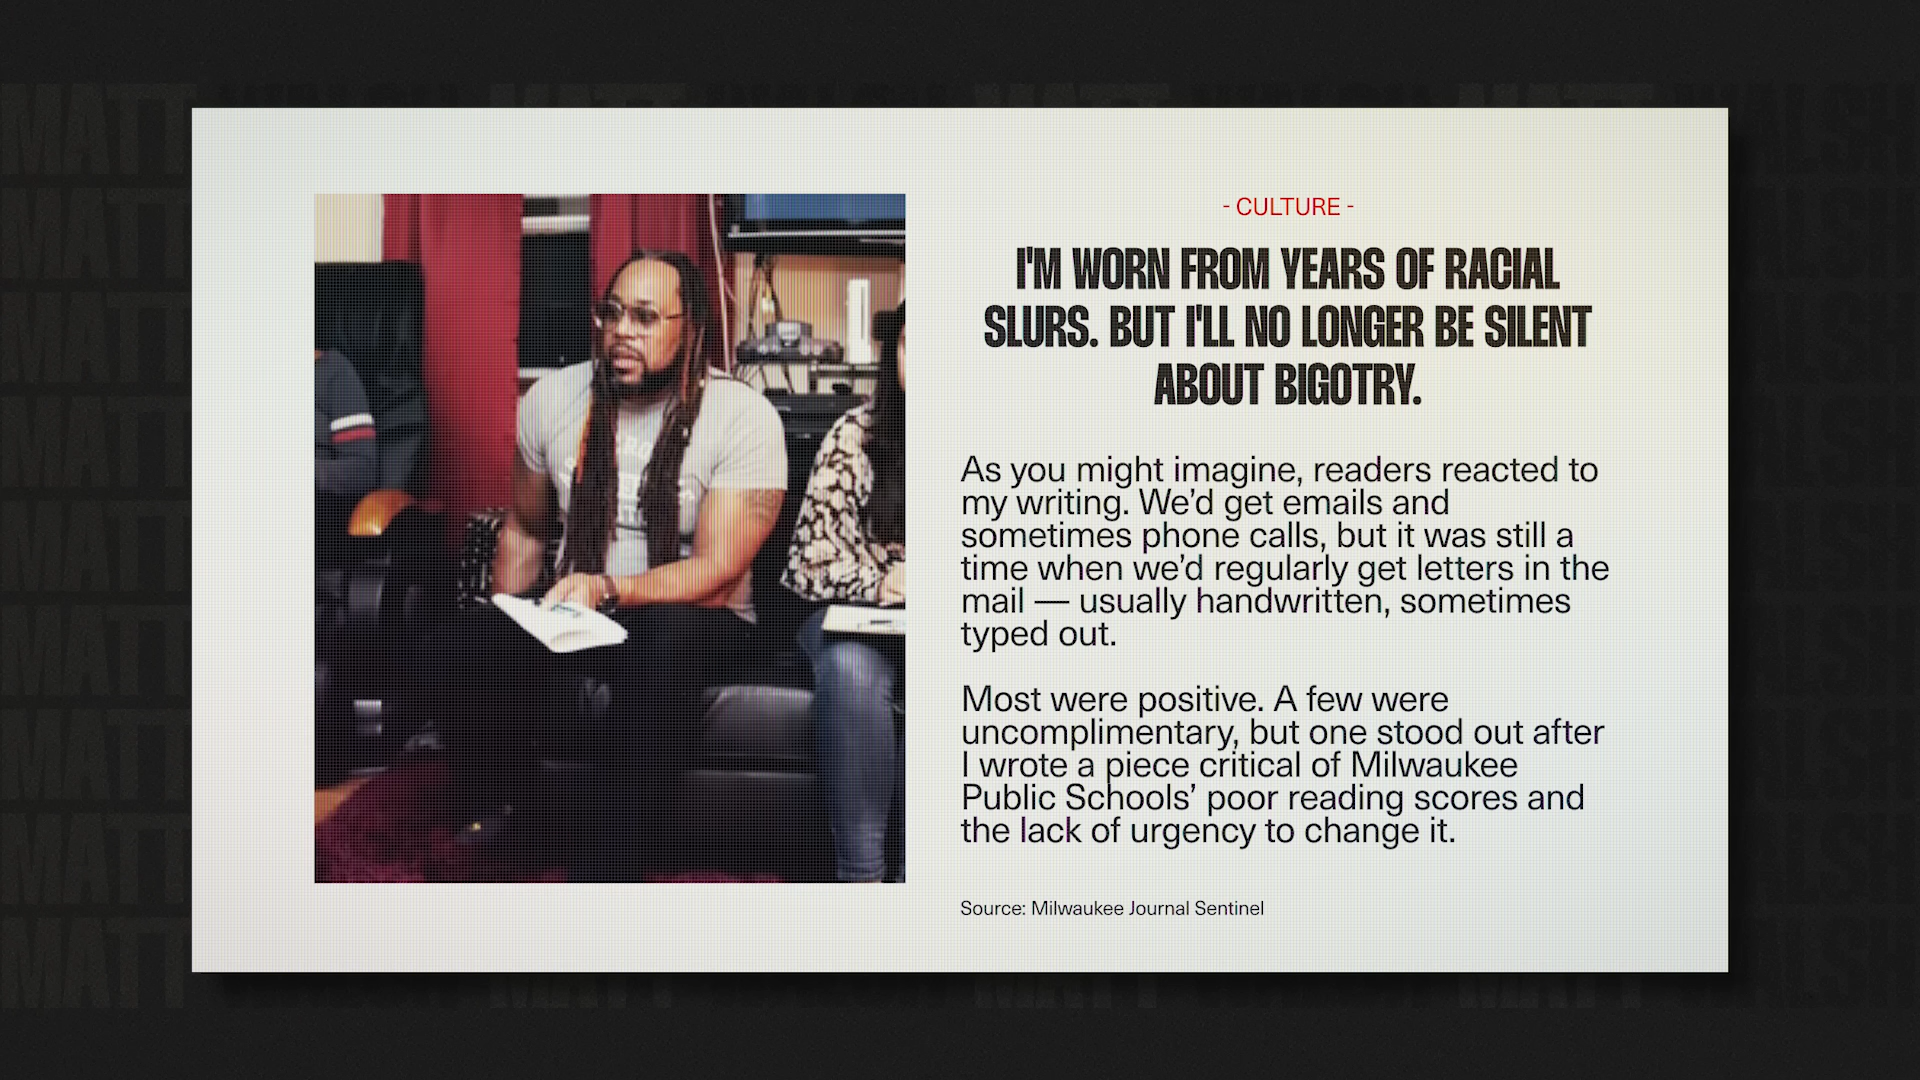 - CULTURE -
I'M WORN FROM YEARS OF RACIAL
SLURS. BUT I'LL NO LONGER BE SILENT
ABOUT BIGOTRY.
As you might imagine, readers reacted to
my writing. We’d get emails and
sometimes phone calls, but it was still a
time when we’d regularly get letters in the
mail — usually handwritten, sometimes
typed out.
Most were positive. A few were
uncomplimentary, but one stood out after
I wrote a piece critical of Milwaukee
Public Schools’ poor reading scores and
the lack of urgency to change it.
Source: Milwaukee Journal Sentinel